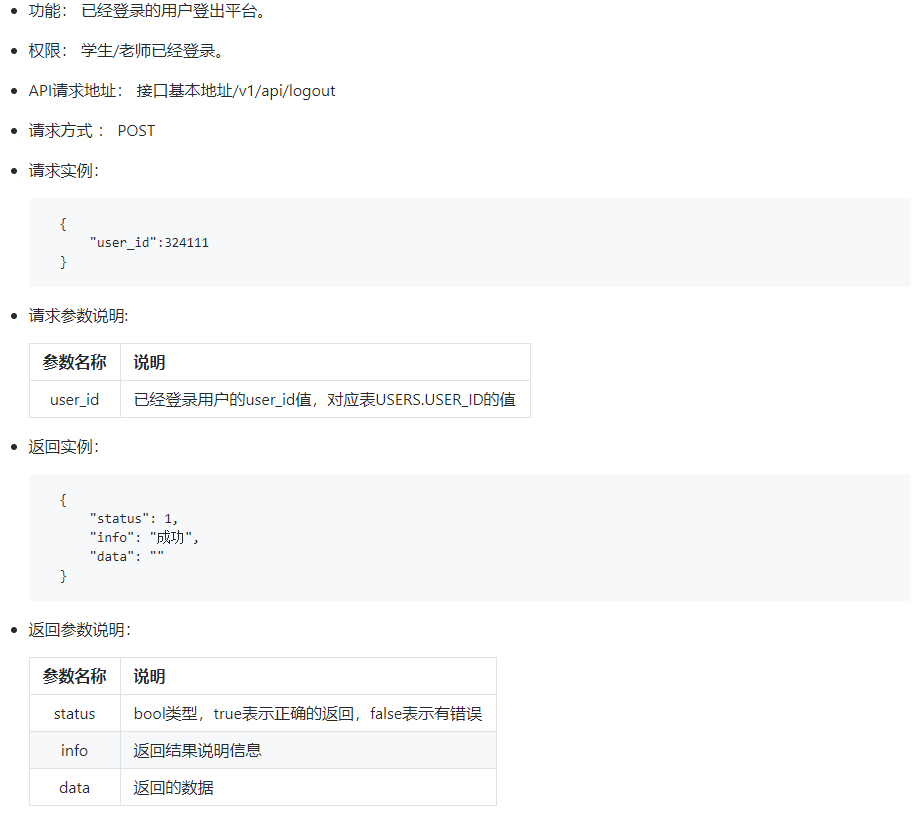 功能： 已经登录的用户登出平台。
权限： 学生/老师已经登录。
API请求地址： 接口基本地址/v1/api/logout
请求方式 ： POST
请求实例：
{
"user_id":324111
}
请求参数说明:
参数名称 说明
user_id 已经登录用户的user_id值，对应表USERS.USER_ID的值
返回实例：
{
"status": 1,
"info": "成功",
"data": ""
}
返回参数说明：
参数名称 说明
status bool类型，true表示正确的返回，false表示有错误
info 返回结果说明信息
data 返回的数据